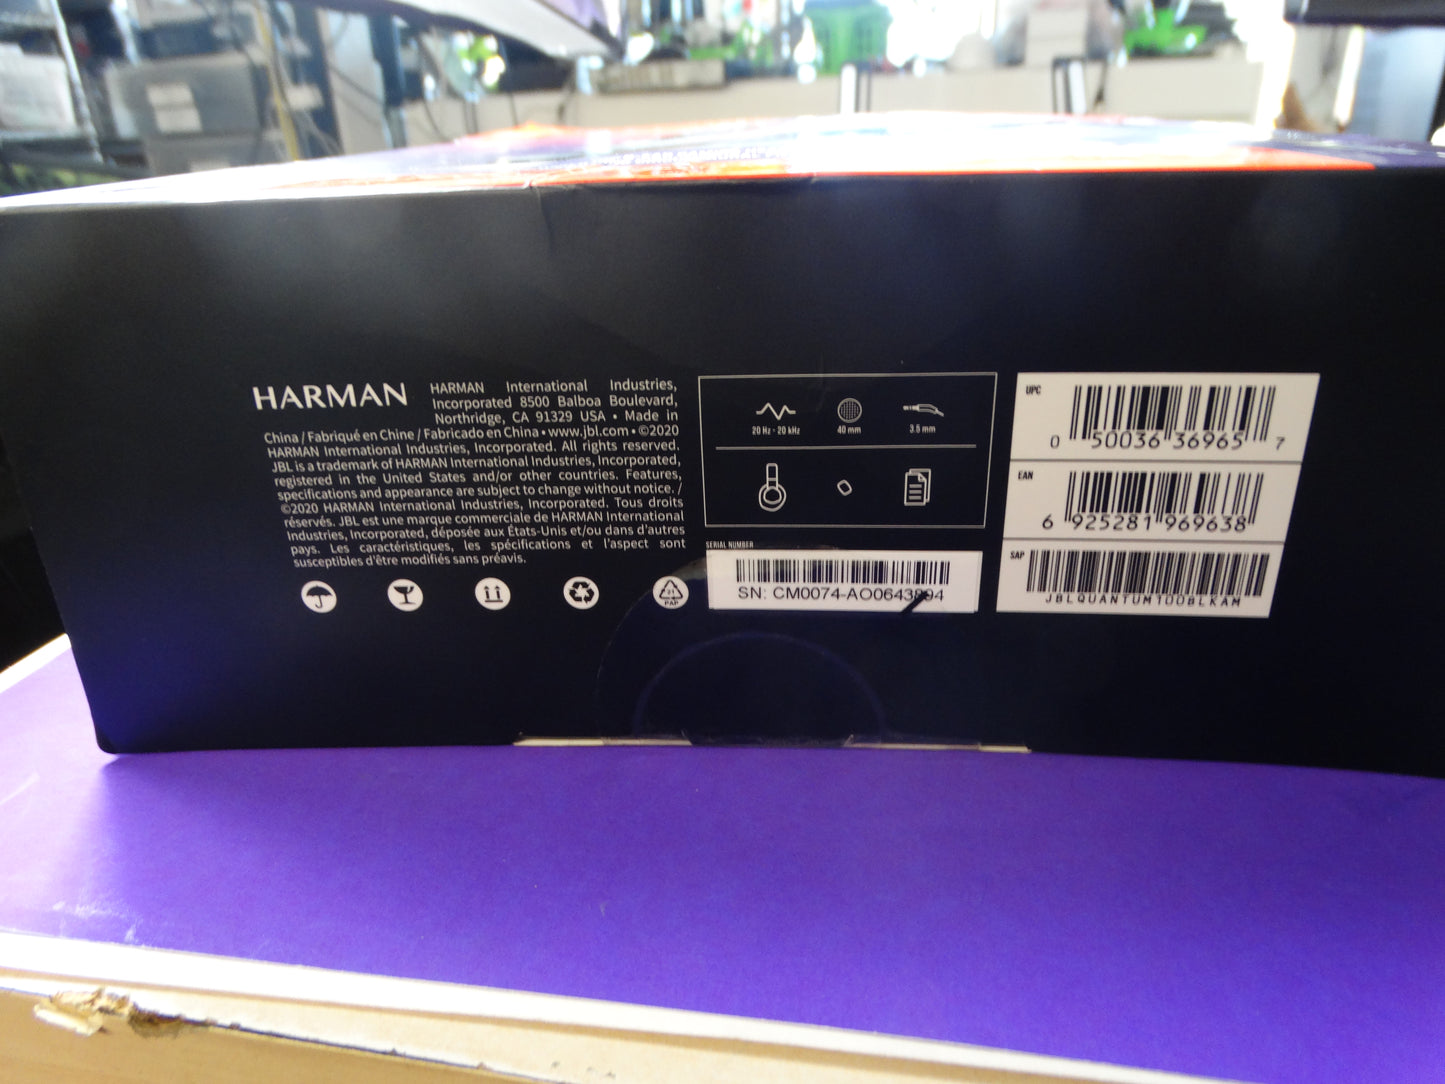 HARMAN
HARMAN International Industries,
Incorporated 8500 Balboa Boulevard,
Northridge, CA 91329 USA • Made in
China / Fabriqué en Chine / Fabricado en China • www.jbl.com • ©2020
HARMAN International Industries, Incorporated. All rights reserved.
JBL is a trademark of HARMAN International Industries, Incorporated,
registered in the United States and/or other countries. Features,
specifications and appearance are subject to change without notice. /
©2020 HARMAN International Industries, Incorporated. Tous droits
réservés. JBL est une marque commerciale de HARMAN International
Industries, Incorporated, déposée aux États-Unis et/ou dans d'autres
pays. Les caractéristiques, les spécifications et l'aspect sont
susceptibles d'être modifiés sans préavis.
21
PAP
20 Hz - 20 kHz
40 mm
3.5 mm
SERIAL NUMBER
SN:
UPC
0 50036 36965 7
EAN
6 925281 969638
SAP
JBLQUANTUM100BLKAM